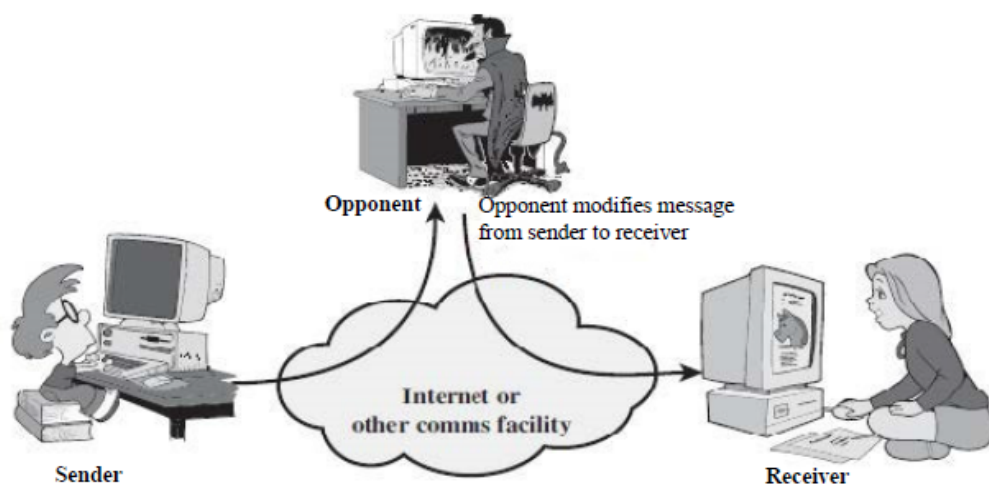 Opponent
Opponent modifies message
from sender to receiver
Internet or
other comms facility
Sender
Receiver